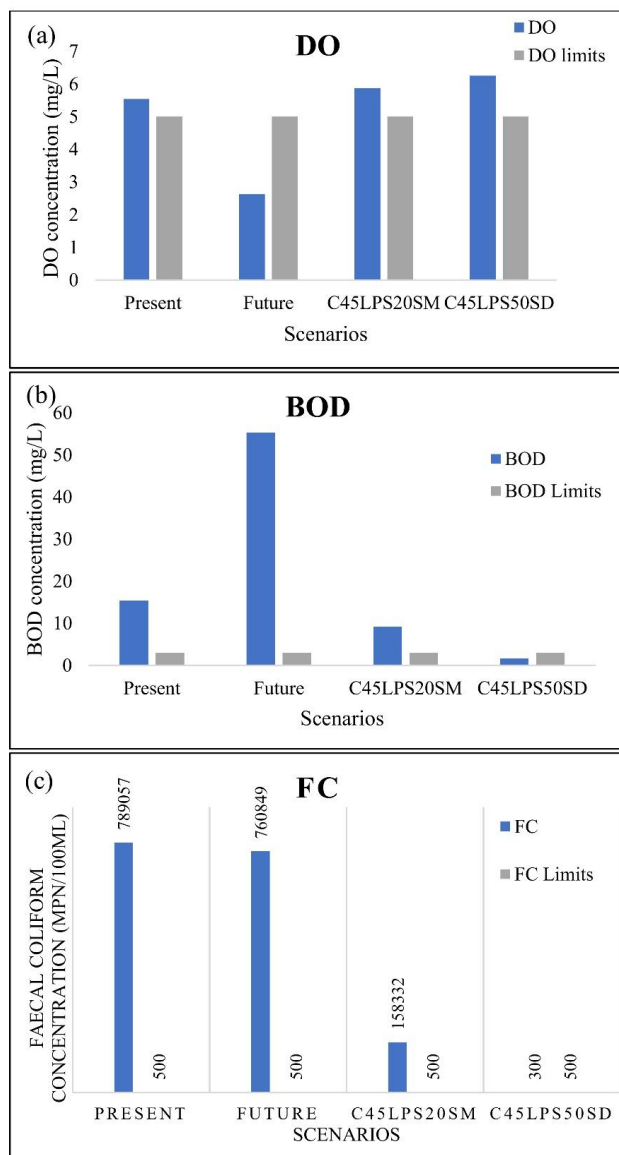 (a)
DO
DO
DO limits
DO concentration (mg/L)
7
6
5
4
3
2
1
0
Present Future C45LPS20SM C45LPS50SD
Scenarios
(b)
BOD
BOD
BOD Limits
BOD concentration (mg/L)
60
50
40
30
20
10
0
Present Future C45LPS20SM C45LPS50SD
Scenarios
(c)
FC
FC
FC Limits
FAECAL COLIFORM
CONCENTRATION (MPN/100ML)
789057
500
760849
500
158332
500
300
500
PRESENT FUTURE C45LPS20SM C45LPS50SD
SCENARIOS